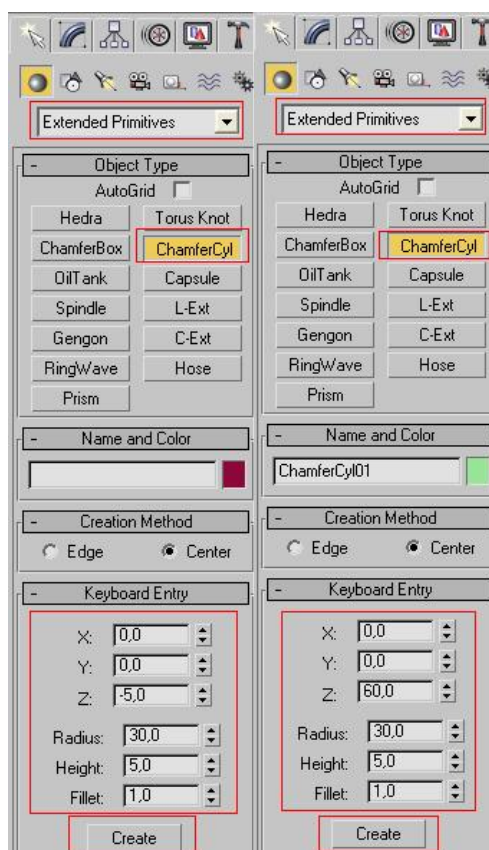 Extended Primitives
- Object Type
AutoGrid
Hedra Torus Knot
ChamferBox ChamferCyl
OilTank Capsule
Spindle L-Ext
Gengon C-Ext
RingWave Hose
Prism
- Name and Color
- Creation Method
Edge Center
- Keyboard Entry
X: 0,0
Y: 0,0
Z: -5,0
Radius: 30,0
Height: 5,0
Fillet: 1,0
Create
Extended Primitives
- Object Type
AutoGrid
Hedra Torus Knot
ChamferBox ChamferCyl
OilTank Capsule
Spindle L-Ext
Gengon C-Ext
RingWave Hose
Prism
- Name and Color
ChamferCyl01
- Creation Method
Edge Center
- Keyboard Entry
X: 0,0
Y: 0,0
Z: 60,0
Radius: 30,0
Height: 5,0
Fillet: 1,0
Create